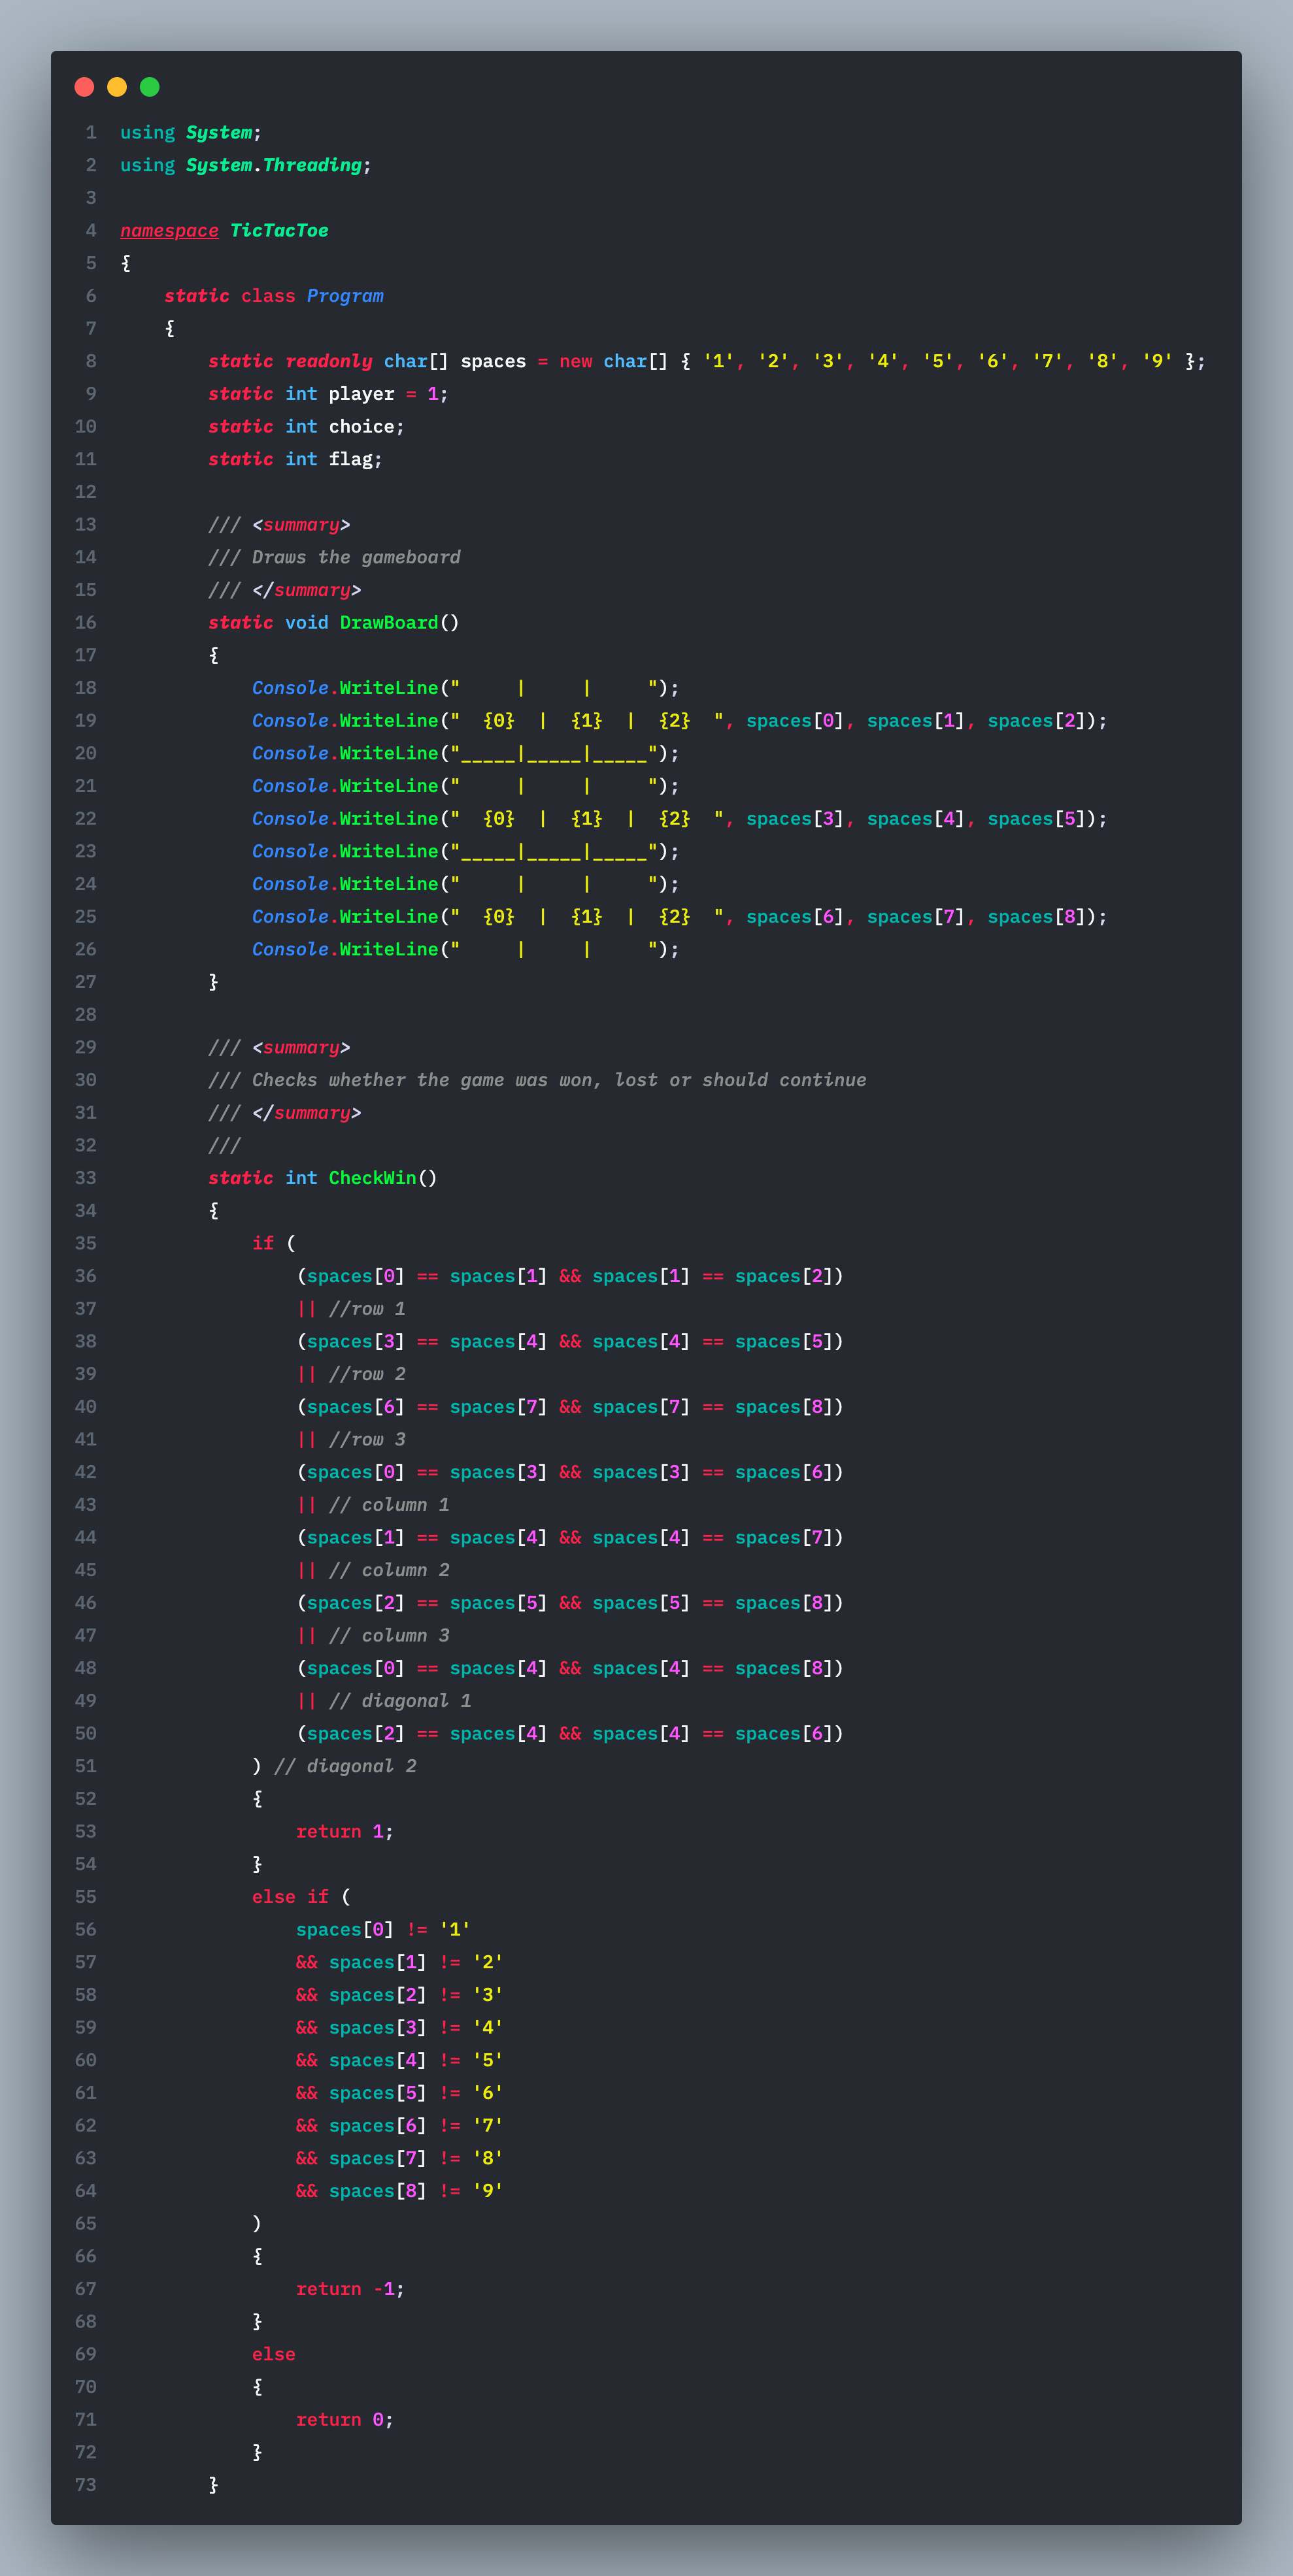 1 using System;
2 using System.Threading;
3
4 namespace TicTacToe
5 {
6     static class Program
7     {
8         static readonly char[] spaces = new char[] { '1', '2', '3', '4', '5', '6', '7', '8', '9' };
9         static int player = 1;
10         static int choice;
11         static int flag;
12
13         /// <summary>
14         /// Draws the gameboard
15         /// </summary>
16         static void DrawBoard()
17         {
18             Console.WriteLine("     |     |     ");
19             Console.WriteLine("  {0}  |  {1}  |  {2}  ", spaces[0], spaces[1], spaces[2]);
20             Console.WriteLine("_____|_____|_____");
21             Console.WriteLine("     |     |     ");
22             Console.WriteLine("  {0}  |  {1}  |  {2}  ", spaces[3], spaces[4], spaces[5]);
23             Console.WriteLine("_____|_____|_____");
24             Console.WriteLine("     |     |     ");
25             Console.WriteLine("  {0}  |  {1}  |  {2}  ", spaces[6], spaces[7], spaces[8]);
26             Console.WriteLine("     |     |     ");
27         }
28
29         /// <summary>
30         /// Checks whether the game was won, lost or should continue
31         /// </summary>
32         ///
33         static int CheckWin()
34         {
35             if (
36                 (spaces[0] == spaces[1] && spaces[1] == spaces[2])
37                 || //row 1
38                 (spaces[3] == spaces[4] && spaces[4] == spaces[5])
39                 || //row 2
40                 (spaces[6] == spaces[7] && spaces[7] == spaces[8])
41                 || //row 3
42                 (spaces[0] == spaces[3] && spaces[3] == spaces[6])
43                 || // column 1
44                 (spaces[1] == spaces[4] && spaces[4] == spaces[7])
45                 || // column 2
46                 (spaces[2] == spaces[5] && spaces[5] == spaces[8])
47                 || // column 3
48                 (spaces[0] == spaces[4] && spaces[4] == spaces[8])
49                 || // diagonal 1
50                 (spaces[2] == spaces[4] && spaces[4] == spaces[6])
51             ) // diagonal 2
52             {
53                 return 1;
54             }
55             else if (
56                 spaces[0] != '1'
57                 && spaces[1] != '2'
58                 && spaces[2] != '3'
59                 && spaces[3] != '4'
60                 && spaces[4] != '5'
61                 && spaces[5] != '6'
62                 && spaces[6] != '7'
63                 && spaces[7] != '8'
64                 && spaces[8] != '9'
65             )
66             {
67                 return -1;
68             }
69             else
70             {
71                 return 0;
72             }
73         }